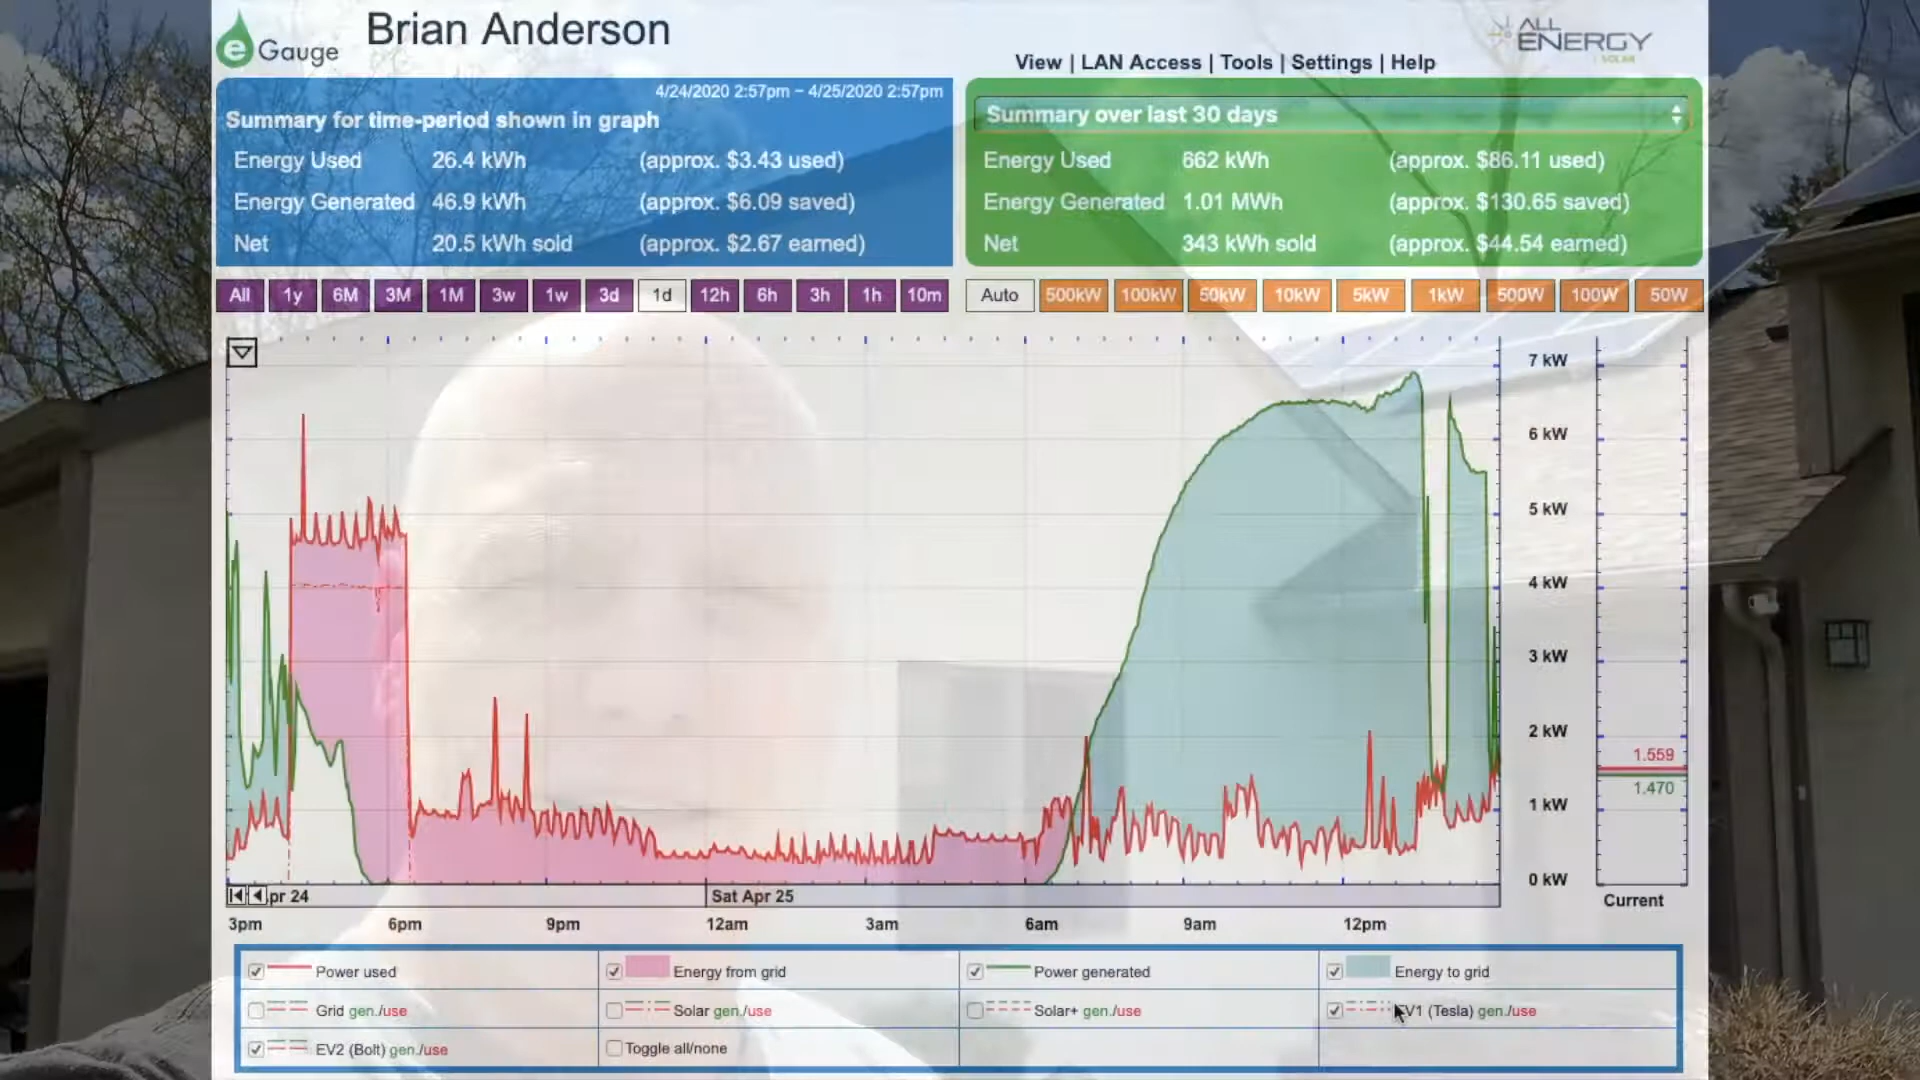 e Gauge
Brian Anderson
View | LAN Access | Tools | Settings | Help
ALL
ENERGY
SOLAR
4/24/2020 2:57pm – 4/25/2020 2:57pm
Summary for time-period shown in graph
Energy Used 26.4 kWh (approx. $3.43 used)
Energy Generated 46.9 kWh (approx. $6.09 saved)
Net 20.5 kWh sold (approx. $2.67 earned)
Summary over last 30 days
Energy Used 662 kWh (approx. $86.11 used)
Energy Generated 1.01 MWh (approx. $130.65 saved)
Net 343 kWh sold (approx. $44.54 earned)
All 1y 6M 3M 1M 3w 1w 3d 1d 12h 6h 3h 1h 10m
Auto 500kW 100kW 50kW 10kW 5kW 1kW 500W 100W 50W
7 kW
6 kW
5 kW
4 kW
3 kW
2 kW
1 kW
0 kW
1.559
1.470
Current
pr 24 Sat Apr 25
3pm 6pm 9pm 12am 3am 6am 9am 12pm
Power used Energy from grid Power generated Energy to grid
Grid gen./use Solar gen./use Solar+ gen./use EV1 (Tesla) gen./use
EV2 (Bolt) gen./use Toggle all/none